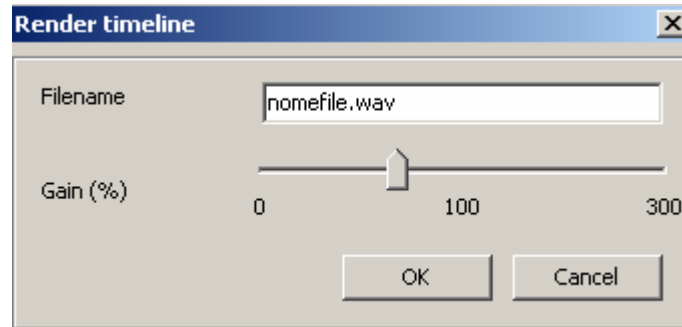 Render timeline
Filename
nomefile.wav
Gain (%)
0 100 300
OK Cancel